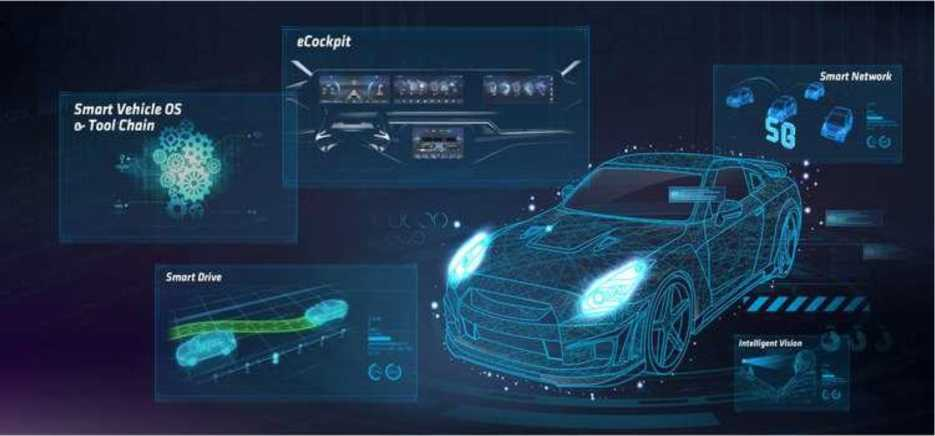 eCockpit
Smart Network
5G
Smart Vehicle OS
& Tool Chain
Smart Drive
Intelligent Vision